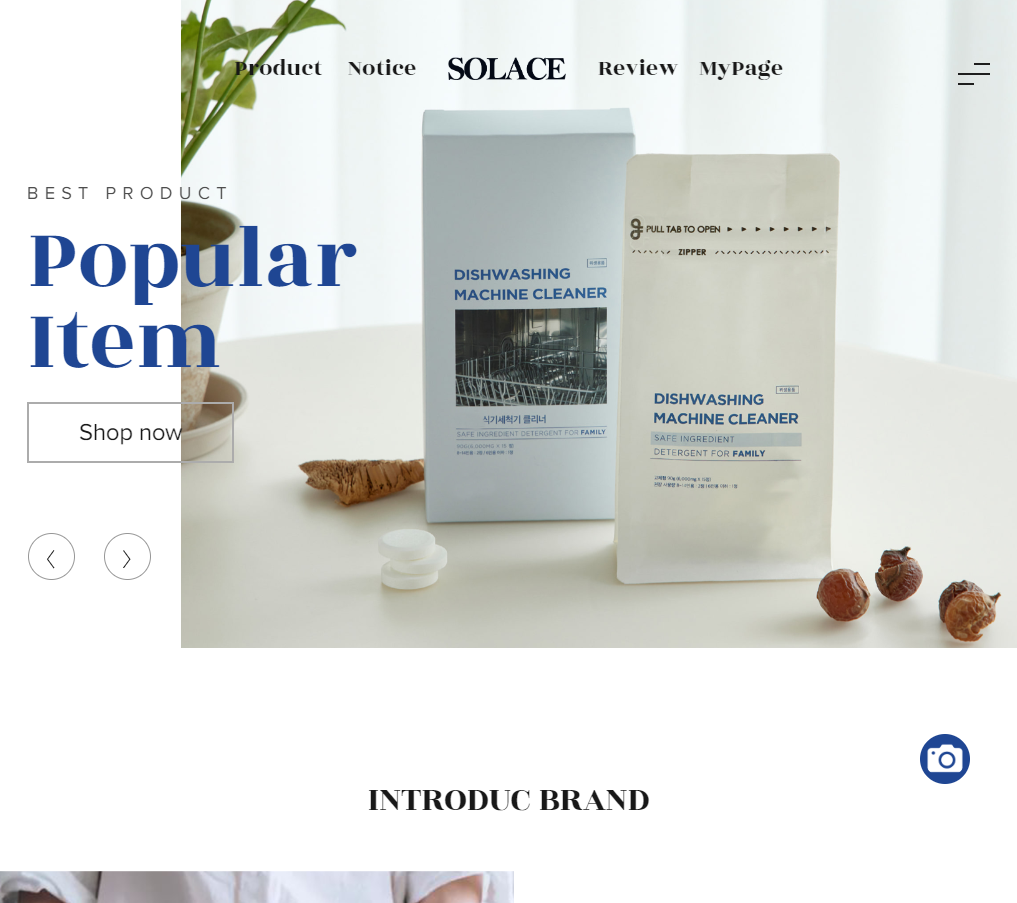 Product Notice SOLACE Review MyPage
BEST PRODUCT
Popular
Item
Shop now
DISHWASHING
MACHINE CLEANER
식기세척기 클리너
SAFE INGREDIENT DETERGENT FOR FAMILY
PULL TAB TO OPEN
ZIPPER
DISHWASHING
MACHINE CLEANER
SAFE INGREDIENT
DETERGENT FOR FAMILY
INTRODUC BRAND